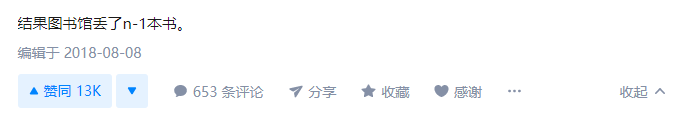 结果图书馆丢了n-1本书。
编辑于 2018-08-08
赞同 13K 653 条评论 分享 收藏 感谢 ··· 收起